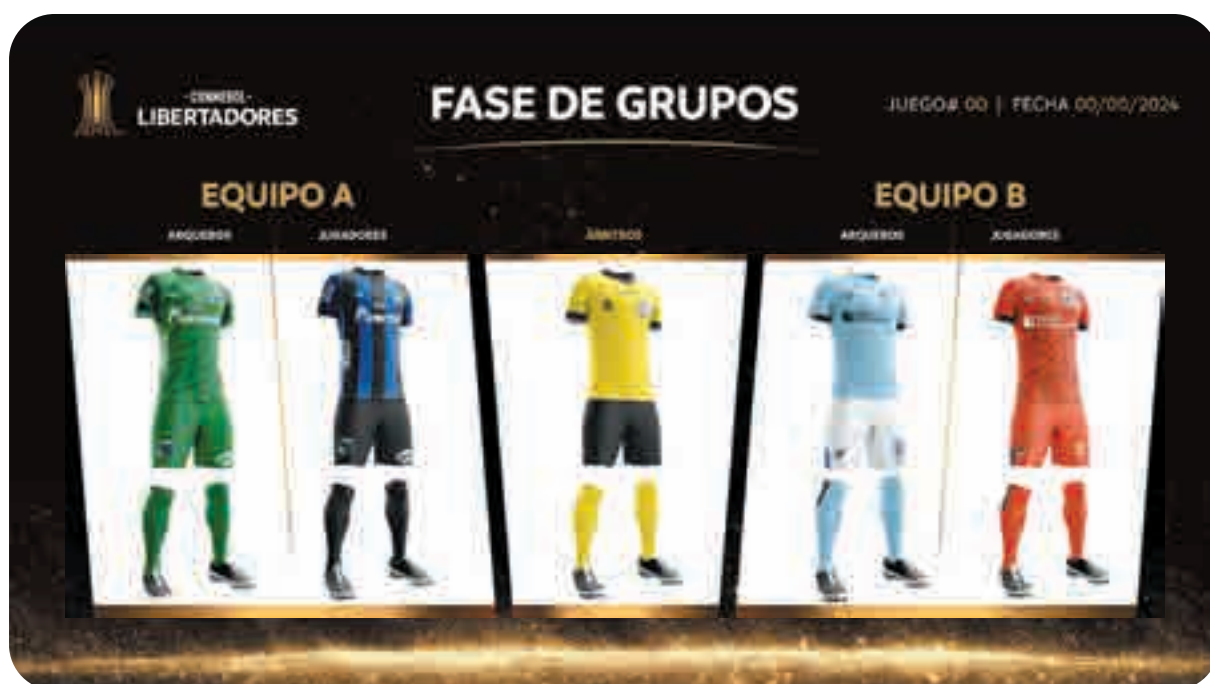 CONMEBOL
LIBERTADORES
FASE DE GRUPOS
JUEGO# 00 | FECHA 00/00/2024
EQUIPO A
EQUIPO B
ARQUEROS
JUGADORES
ÁRBITROS
ARQUEROS
JUGADORES